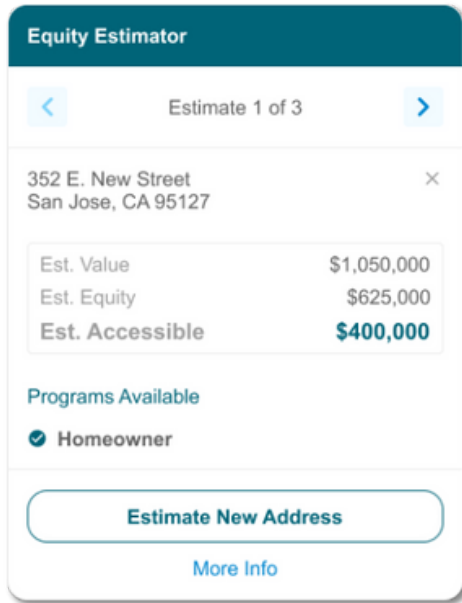 Equity Estimator
Estimate 1 of 3
352 E. New Street
San Jose, CA 95127
Est. Value $1,050,000
Est. Equity $625,000
Est. Accessible $400,000
Programs Available
Homeowner
Estimate New Address
More Info